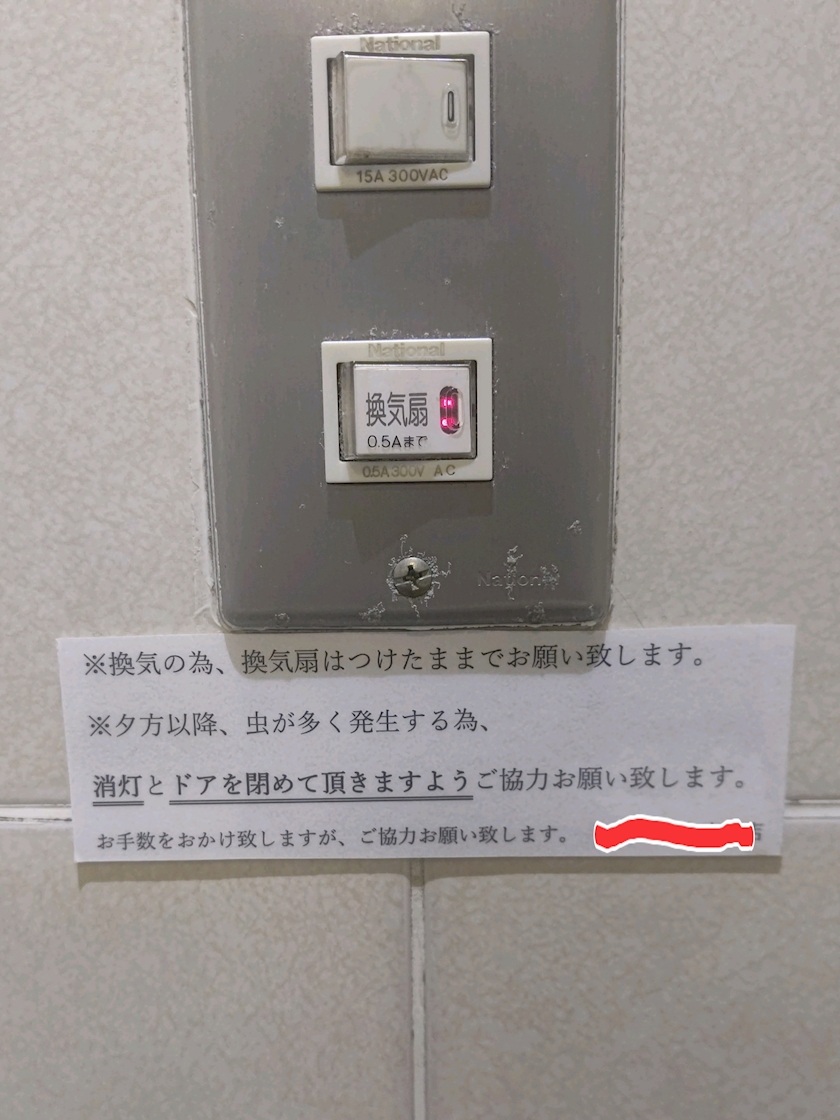 National
15A 300VAC
National
換気扇
0.5Aまで
0.5A 300V AC
National
※換気の為、換気扇はつけたままでお願い致します。
※夕方以降、虫が多く発生する為、
消灯とドアを閉めて頂きますようご協力お願い致します。
お手数をおかけ致しますが、ご協力お願い致します。